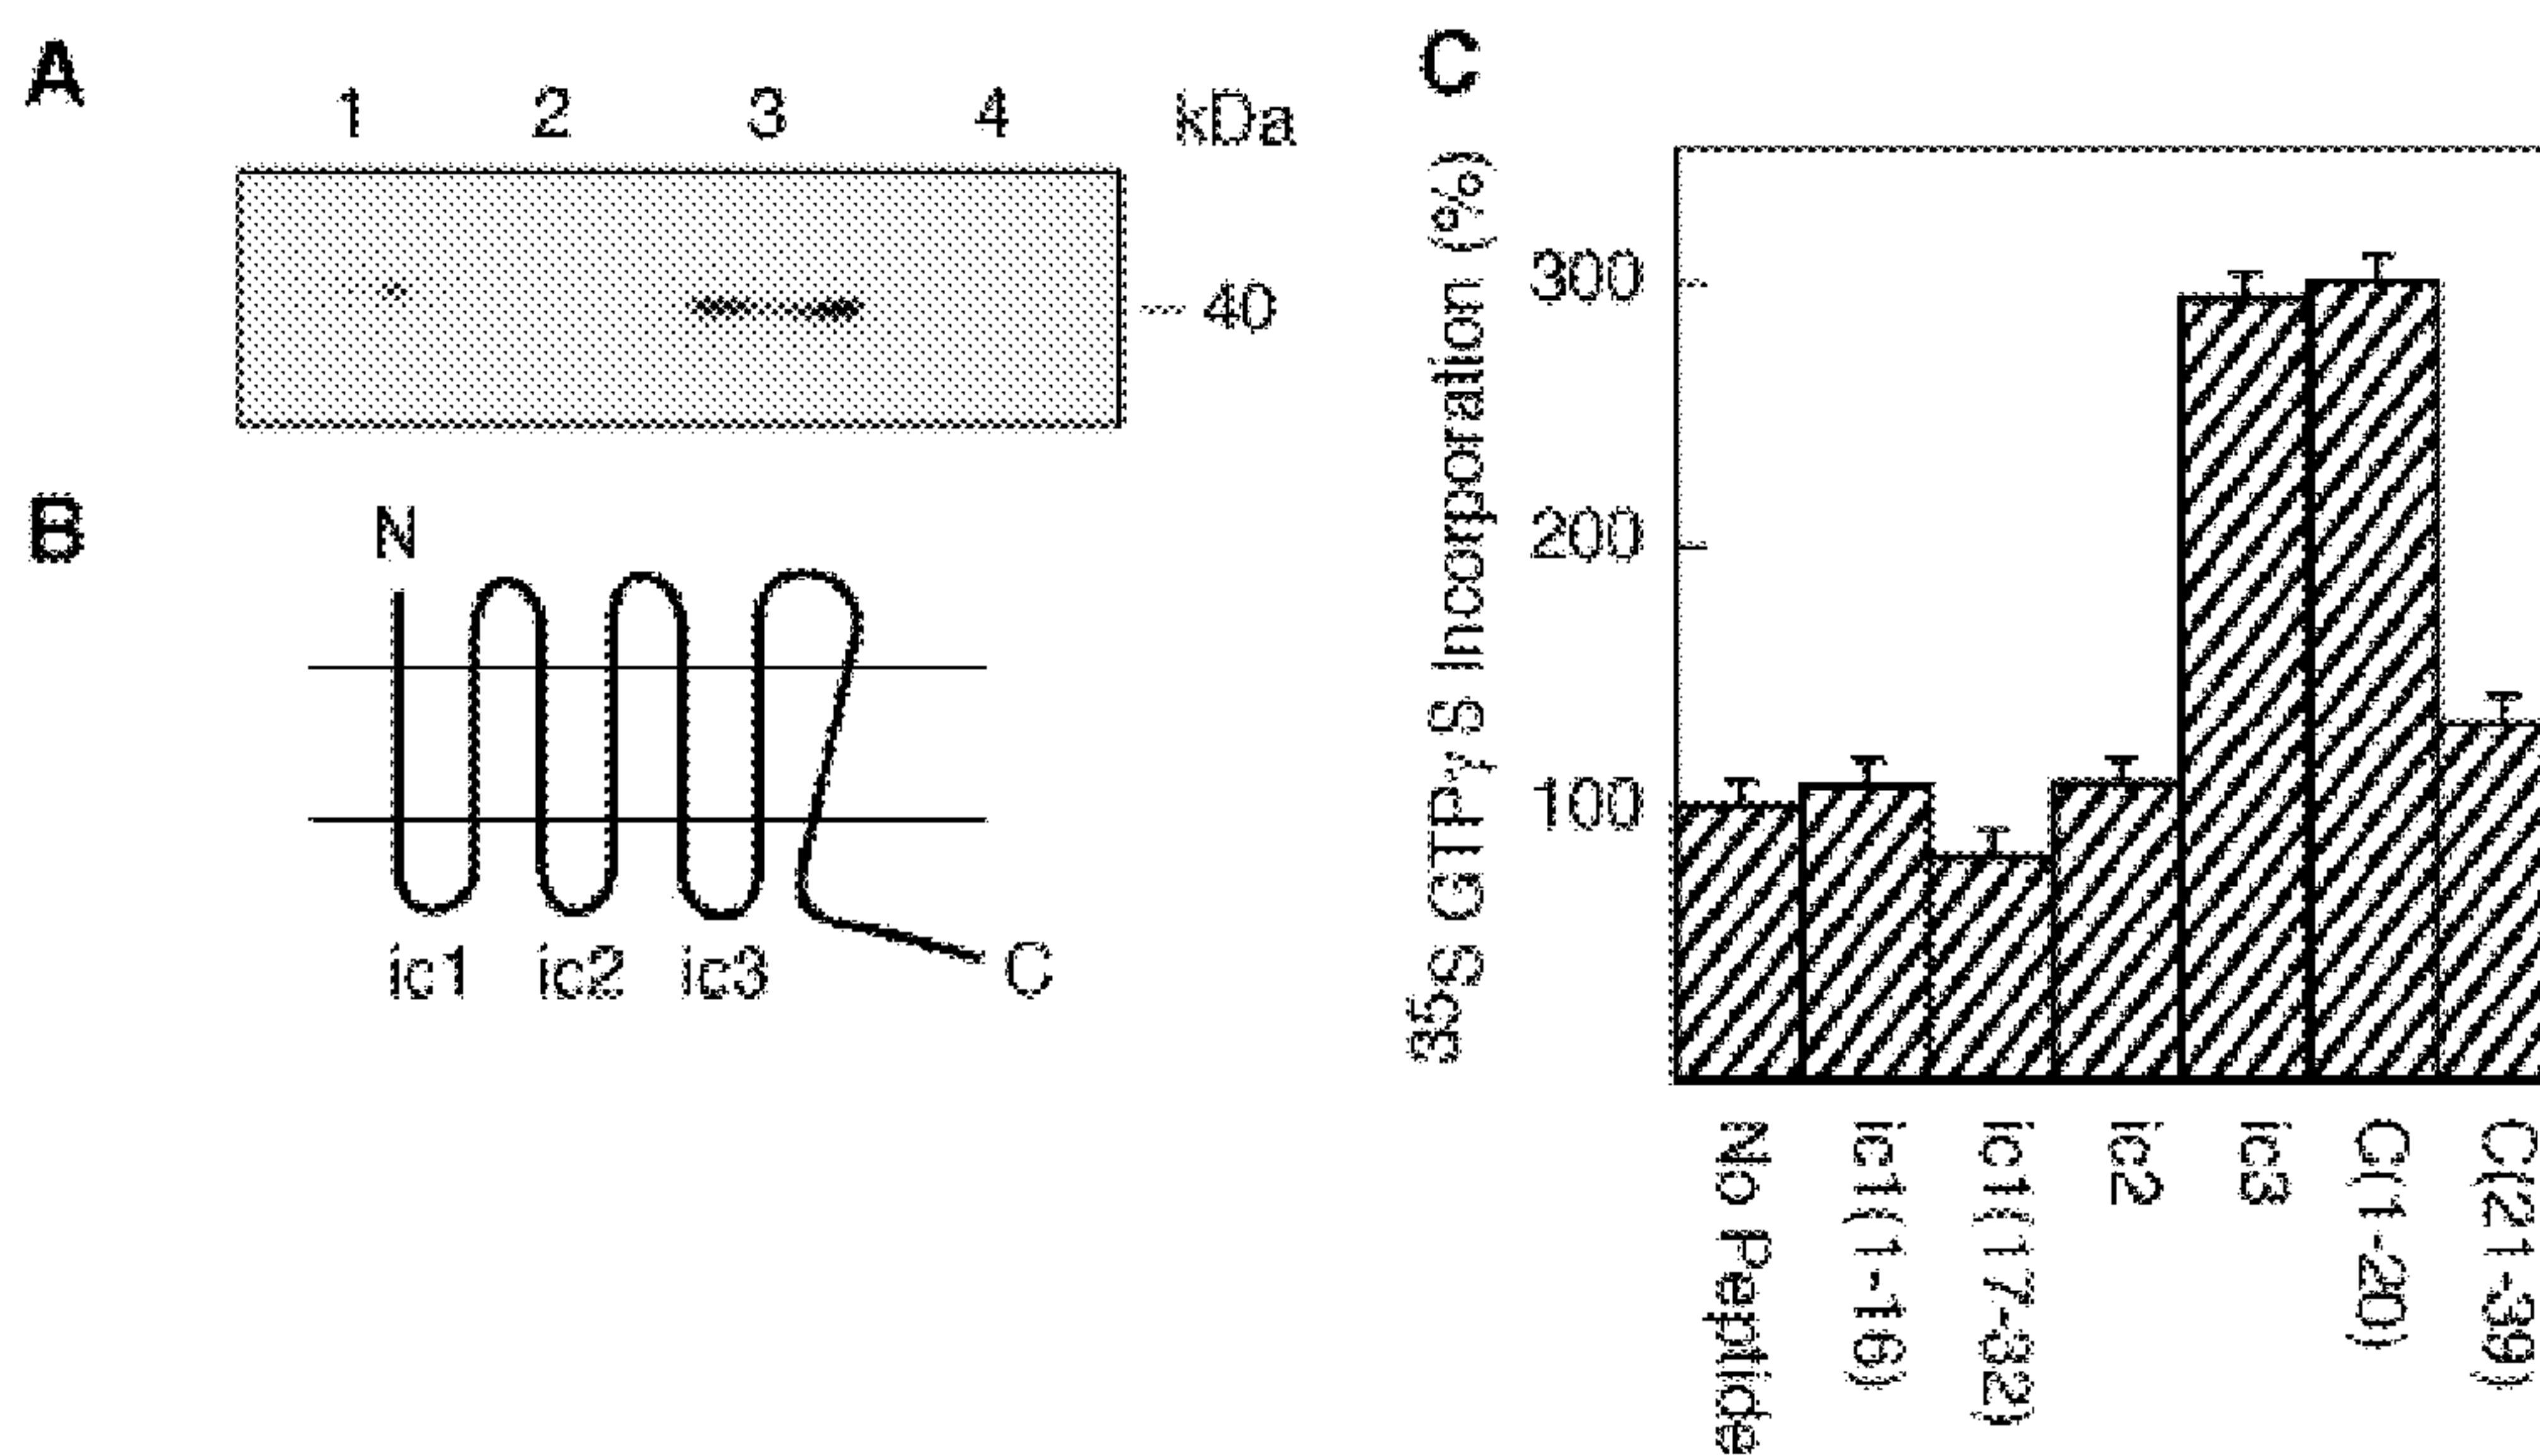 A
1 2 3 4 kDa
40
B
N
ic1 ic2 ic3 C
C
35S GTPγS Incorporation (%)
300
200
100
No Peptide
ic1(1-16)
ic1(17-32)
ic2
ic3
C(1-20)
C(21-39)